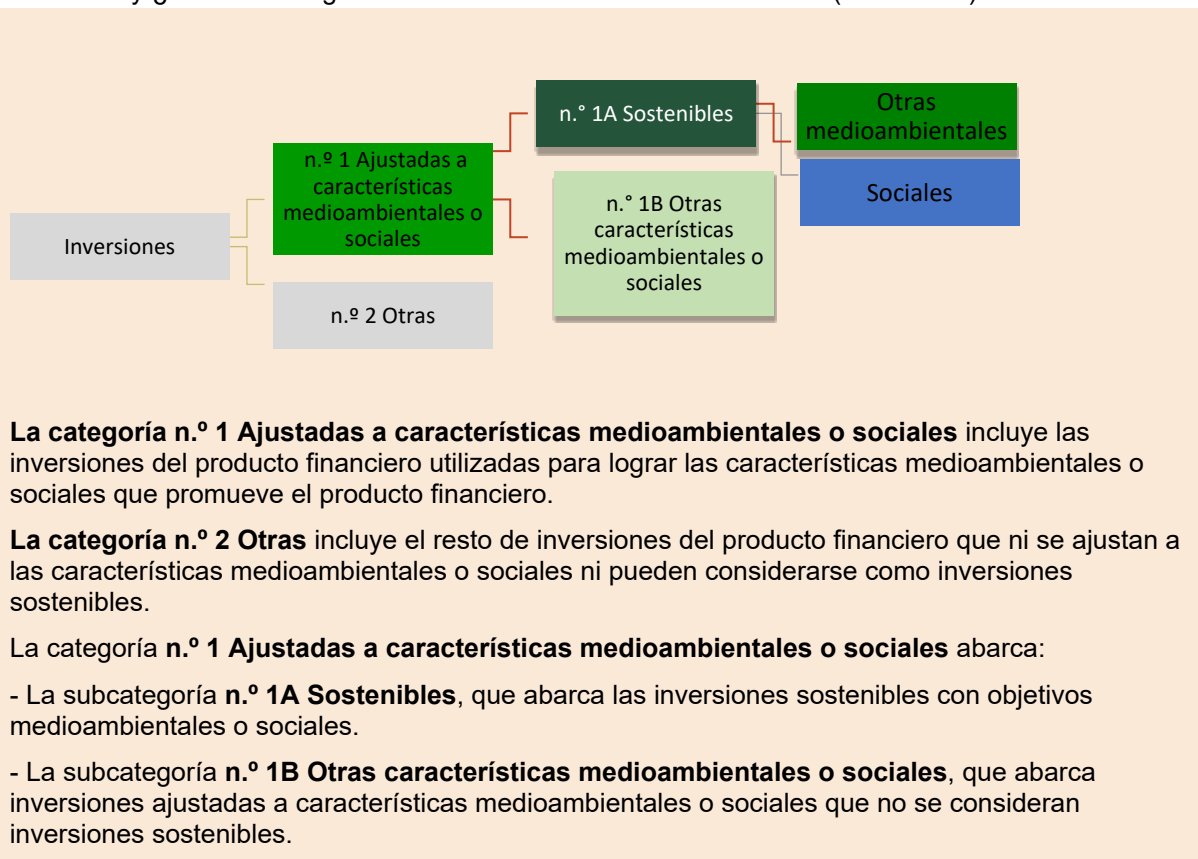 n.° 1A Sostenibles
Otras
medioambientales
Sociales
n.º 1 Ajustadas a
características
medioambientales o
sociales
n.° 1B Otras
características
medioambientales o
sociales
Inversiones
n.º 2 Otras
La categoría n.º 1 Ajustadas a características medioambientales o sociales incluye las
inversiones del producto financiero utilizadas para lograr las características medioambientales o
sociales que promueve el producto financiero.
La categoría n.º 2 Otras incluye el resto de inversiones del producto financiero que ni se ajustan a
las características medioambientales o sociales ni pueden considerarse como inversiones
sostenibles.
La categoría n.º 1 Ajustadas a características medioambientales o sociales abarca:
- La subcategoría n.º 1A Sostenibles, que abarca las inversiones sostenibles con objetivos
medioambientales o sociales.
- La subcategoría n.º 1B Otras características medioambientales o sociales, que abarca
inversiones ajustadas a características medioambientales o sociales que no se consideran
inversiones sostenibles.